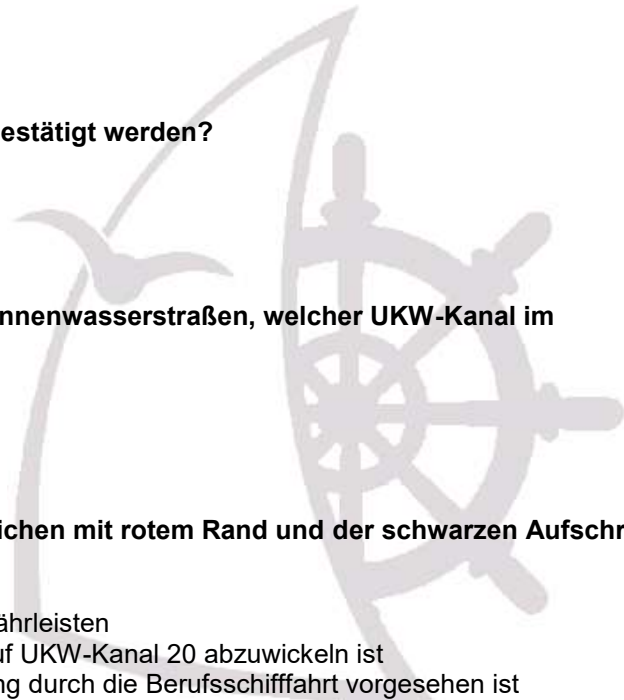 estätigt werden?
nnenwasserstraßen, welcher UKW-Kanal im
ichen mit rotem Rand und der schwarzen Aufschr
ährleisten
uf UKW-Kanal 20 abzuwickeln ist
ng durch die Berufsschifffahrt vorgesehen ist